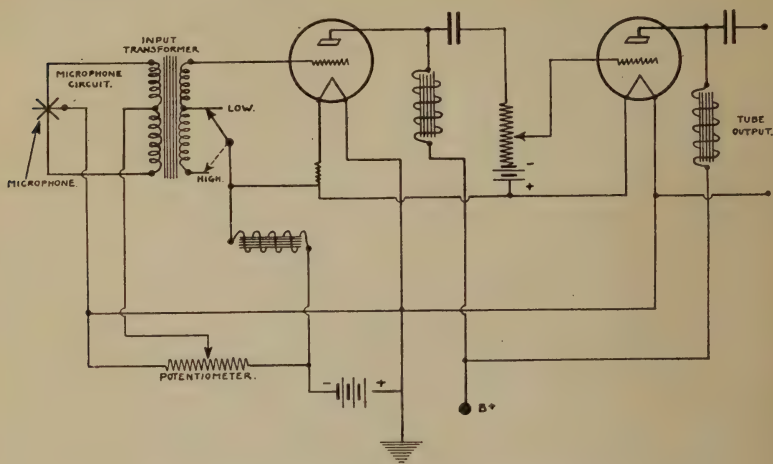 INPUT
TRANSFORMER
MICROPHONE
CIRCUIT.
LOW.
HIGH.
MICROPHONE.
TUBE
OUTPUT.
-
+
POTENTIOMETER.
- +
B+